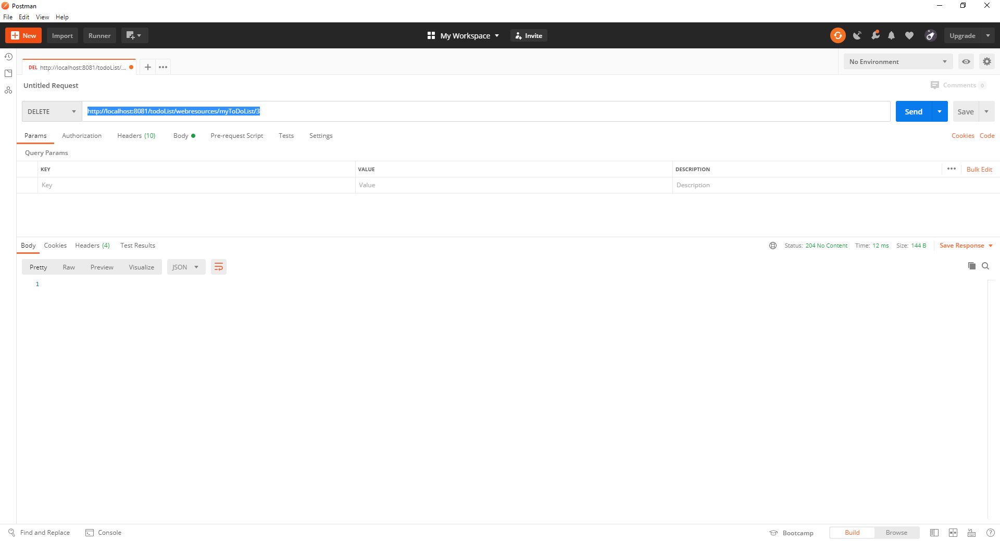 Postman
File Edit View Help
New Import Runner My Workspace Invite Upgrade
DEL http://localhost:8081/todoList/... No Environment
Untitled Request Comments 0
DELETE http://localhost:8081/todoList/webresources/myToDoList/3 Send Save
Params Authorization Headers (10) Body Pre-request Script Tests Settings Cookies Code
Query Params
KEY VALUE DESCRIPTION Bulk Edit
Key Value Description
Body Cookies Headers (4) Test Results Status: 204 No Content Time: 12 ms Size: 144 B Save Response
Pretty Raw Preview Visualize JSON
1
Find and Replace Console Bootcamp Build Browse